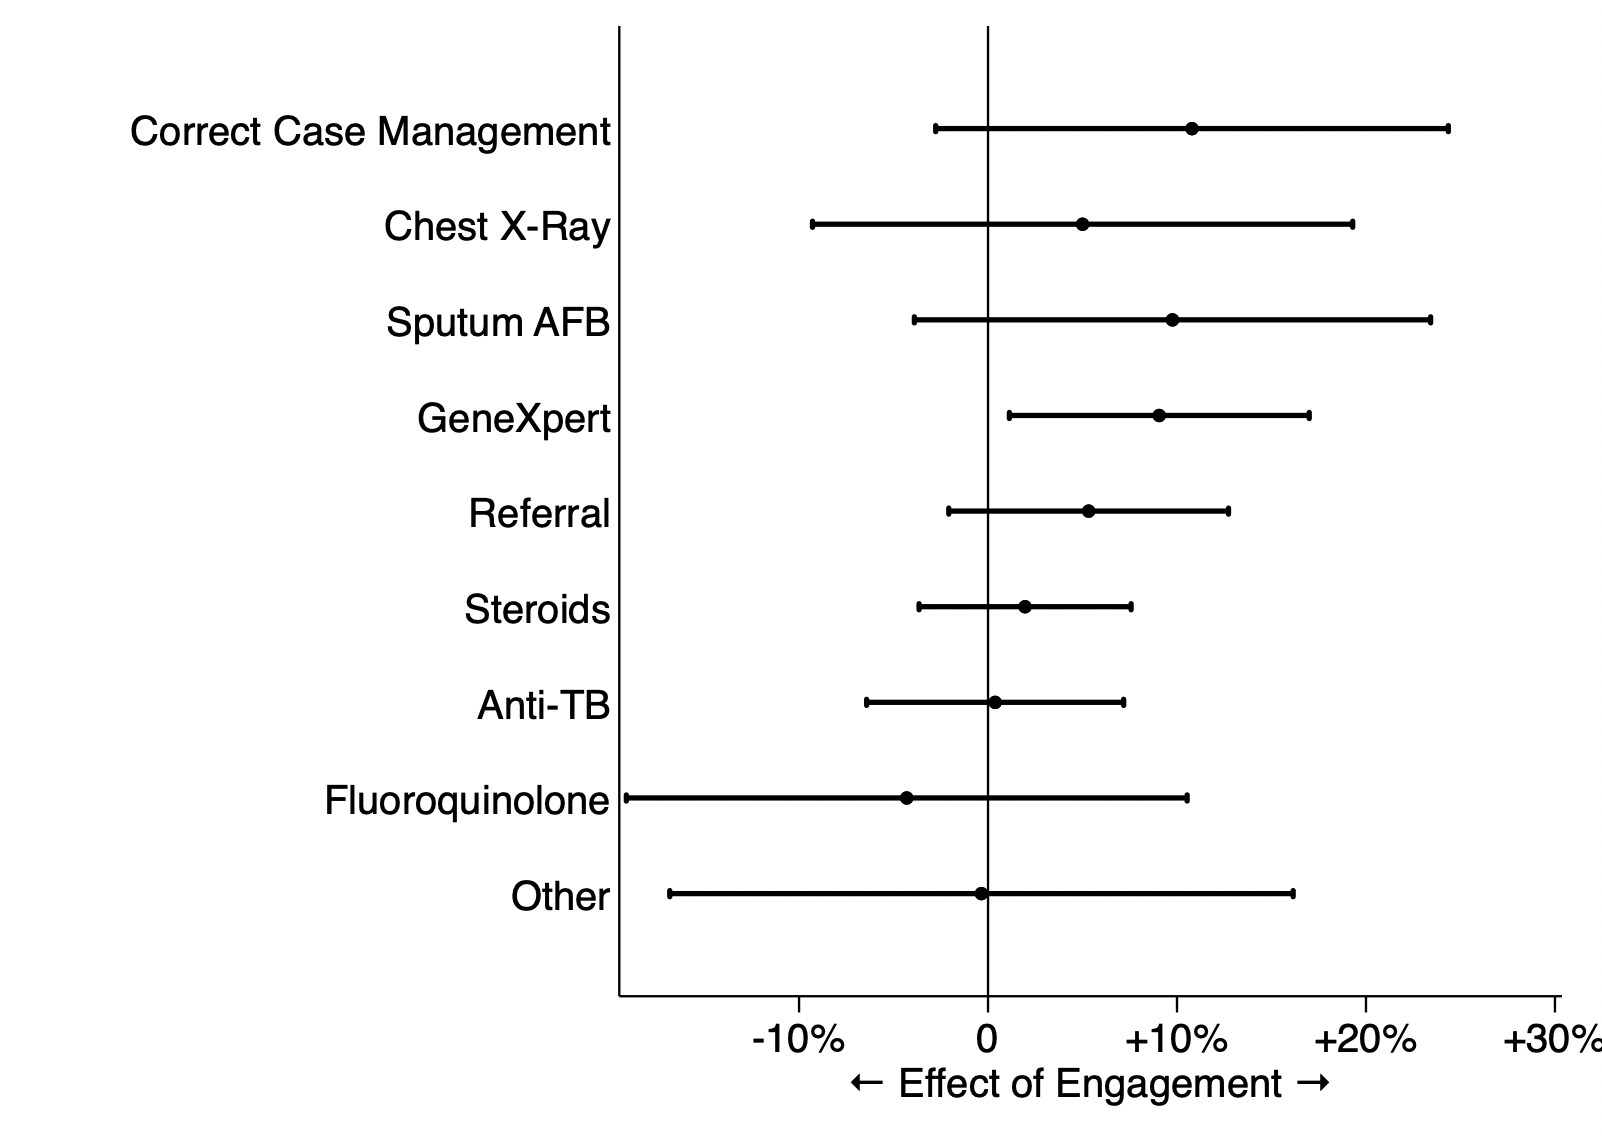 Correct Case Management
Chest X-Ray
Sputum AFB
GeneXpert
Referral
Steroids
Anti-TB
Fluoroquinolone
Other
-10% 0 +10% +20% +30%
← Effect of Engagement →